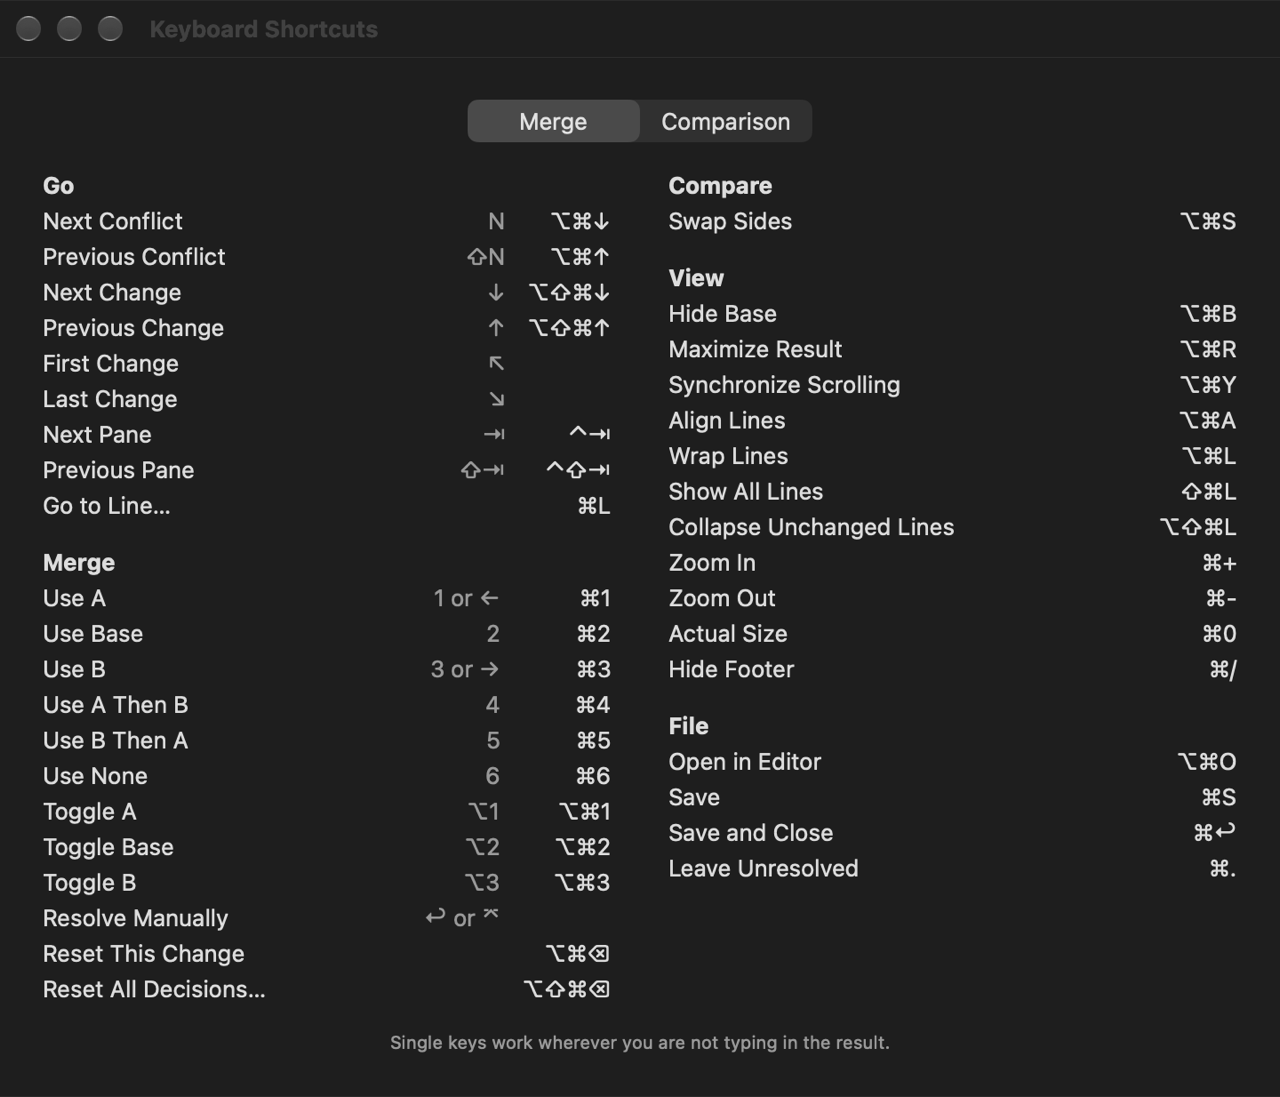 Keyboard Shortcuts
Merge Comparison
Go
Next Conflict N ⌥⌘↓
Previous Conflict ⇧N ⌥⌘↑
Next Change ↓ ⌥⇧⌘↓
Previous Change ↑ ⌥⇧⌘↑
First Change ↖
Last Change ↘
Next Pane ⇥ ^⇥
Previous Pane ⇧⇥ ^⇧⇥
Go to Line... ⌘L
Merge
Use A 1 or ← ⌘1
Use Base 2 ⌘2
Use B 3 or → ⌘3
Use A Then B 4 ⌘4
Use B Then A 5 ⌘5
Use None 6 ⌘6
Toggle A ⌥1 ⌥⌘1
Toggle Base ⌥2 ⌥⌘2
Toggle B ⌥3 ⌥⌘3
Resolve Manually ↩ or ⌤
Reset This Change ⌥⌘⌫
Reset All Decisions... ⌥⇧⌘⌫
Compare
Swap Sides ⌥⌘S
View
Hide Base ⌥⌘B
Maximize Result ⌥⌘R
Synchronize Scrolling ⌥⌘Y
Align Lines ⌥⌘A
Wrap Lines ⌥⌘L
Show All Lines ⇧⌘L
Collapse Unchanged Lines ⌥⇧⌘L
Zoom In ⌘+
Zoom Out ⌘-
Actual Size ⌘0
Hide Footer ⌘/
File
Open in Editor ⌥⌘O
Save ⌘S
Save and Close ⌘↩
Leave Unresolved ⌘.
Single keys work wherever you are not typing in the result.